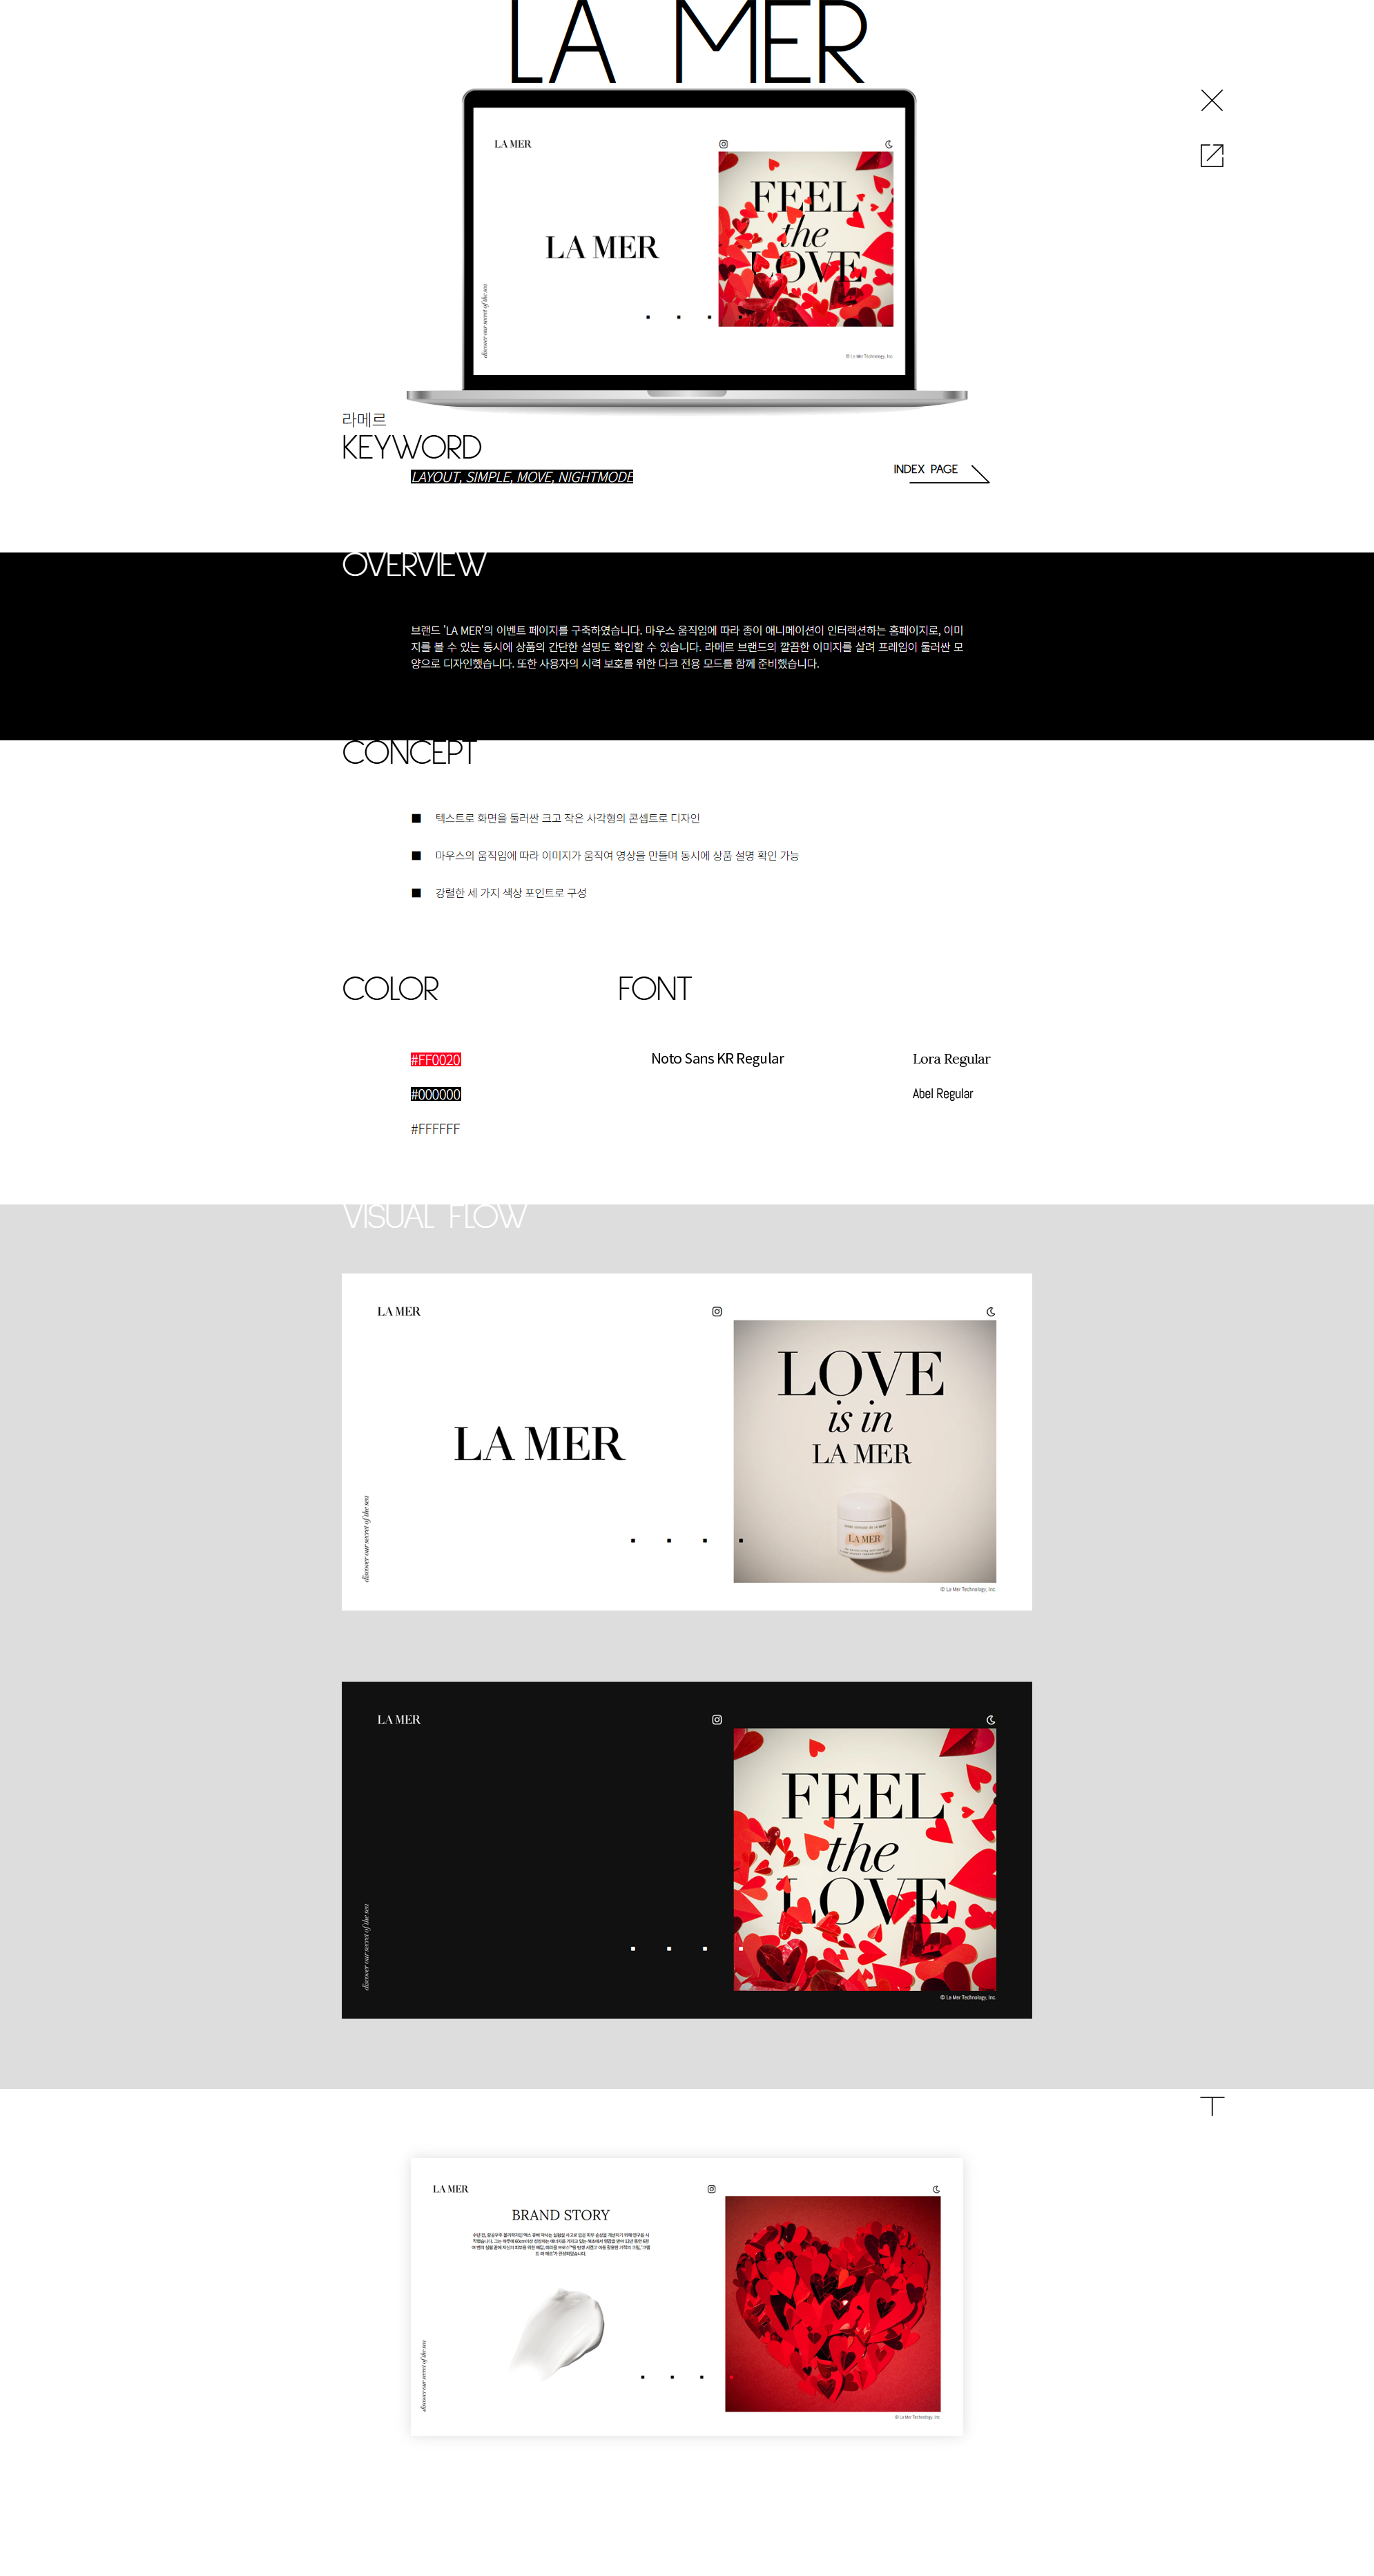 LA MER
LA MER
FEEL
the
LOVE
LA MER
discover our secret of the sea
© La Mer Technology, Inc.
라메르
KEYWORD
LAYOUT, SIMPLE, MOVE, NIGHTMODE
INDEX PAGE
OVERVIEW
브랜드 'LA MER'의 이벤트 페이지를 구축하였습니다. 마우스 움직임에 따라 종이 애니메이션이 인터랙션하는 홈페이지로, 이미
지를 볼 수 있는 동시에 상품의 간단한 설명도 확인할 수 있습니다. 라메르 브랜드의 깔끔한 이미지를 살려 프레임이 둘러싼 모
양으로 디자인했습니다. 또한 사용자의 시력 보호를 위한 다크 전용 모드를 함께 준비했습니다.
CONCEPT
텍스트로 화면을 둘러싼 크고 작은 사각형의 콘셉트로 디자인
마우스의 움직임에 따라 이미지가 움직여 영상을 만들며 동시에 상품 설명 확인 가능
강렬한 세 가지 색상 포인트로 구성
COLOR
FONT
#FF0020
Noto Sans KR Regular
Lora Regular
#000000
Abel Regular
#FFFFFF
VISUAL FLOW
LA MER
LOVE
is in
LA MER
LA MER
LA MER
discover our secret of the sea
© La Mer Technology, Inc.
LA MER
FEEL
the
LOVE
discover our secret of the sea
© La Mer Technology, Inc.
LA MER
BRAND STORY
discover our secret of the sea
© La Mer Technology, Inc.